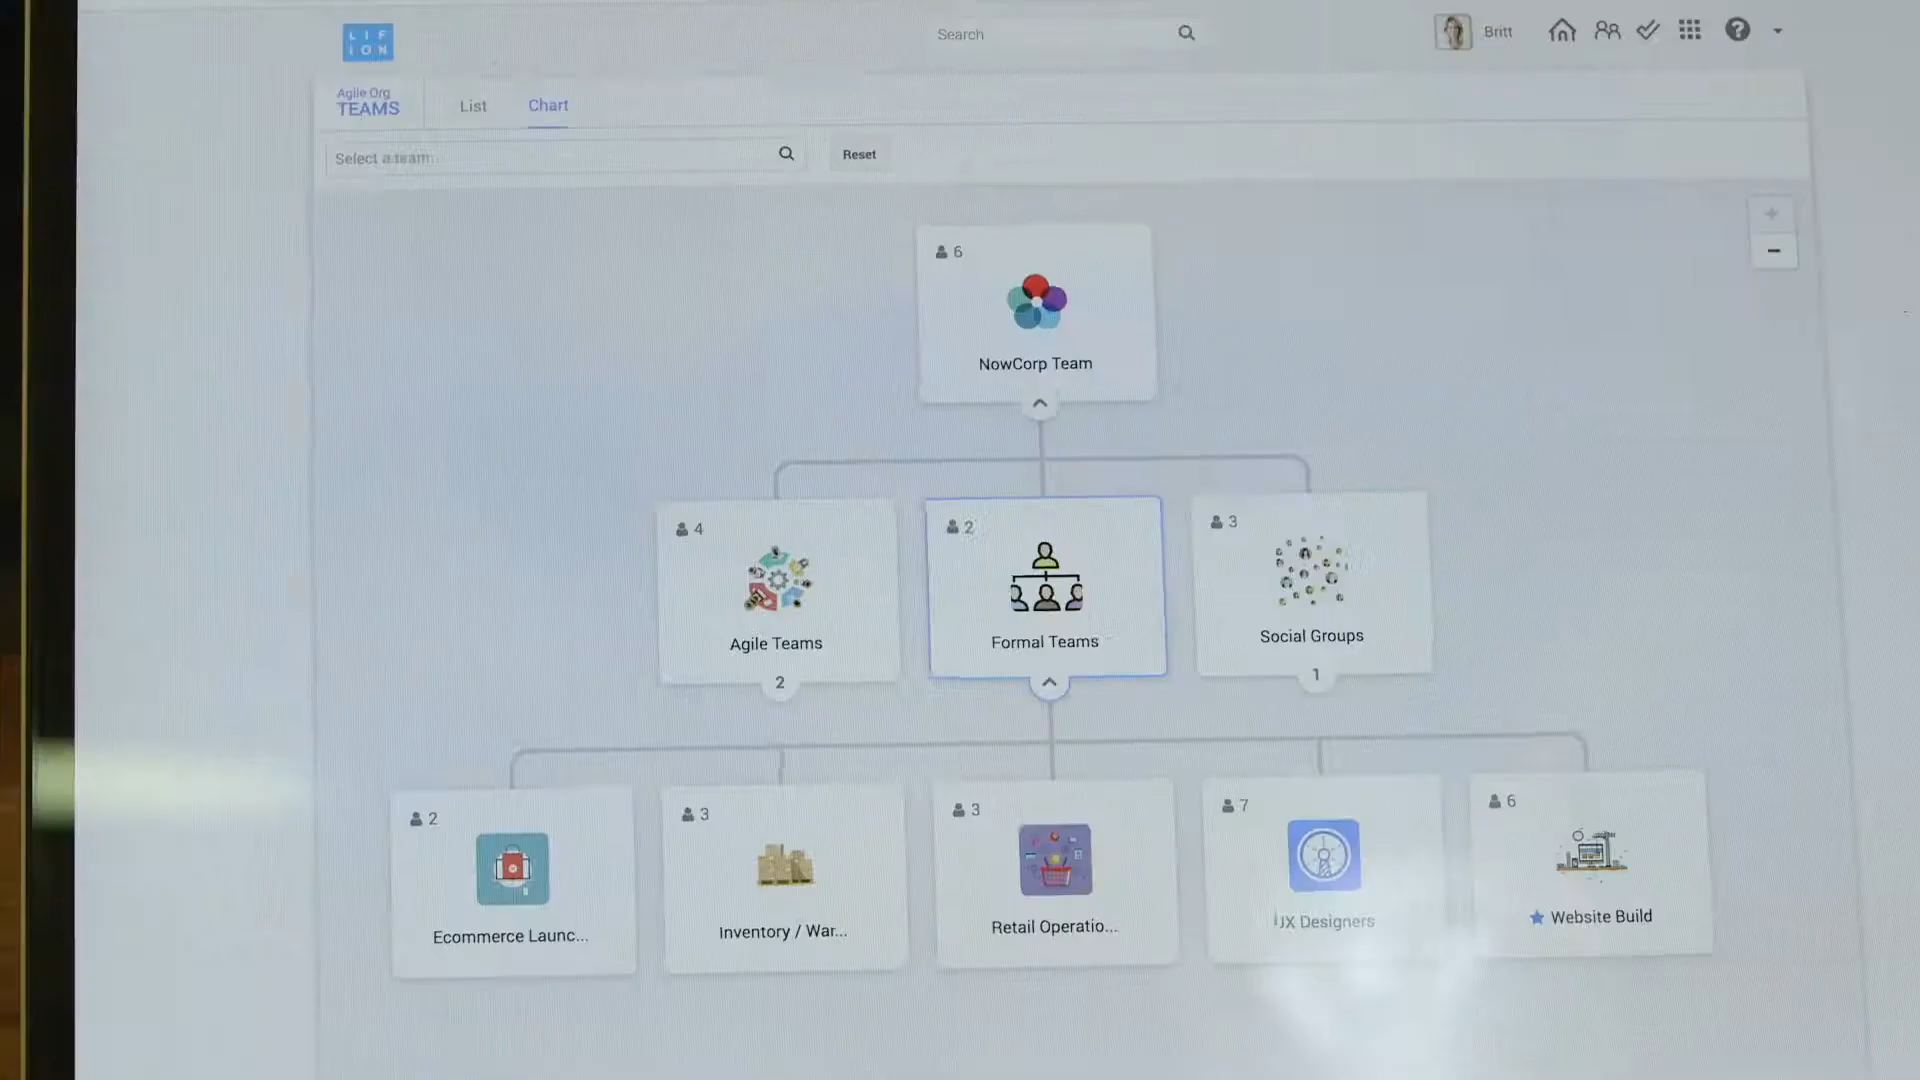 LIF
ION
Search
Britt
?
Agile Org
TEAMS
List
Chart
Select a team
Reset
+
−
6
NowCorp Team
4
Agile Teams
2
2
Formal Teams
3
Social Groups
1
2
Ecommerce Launc...
3
Inventory / War...
3
Retail Operatio...
7
UX Designers
6
Website Build